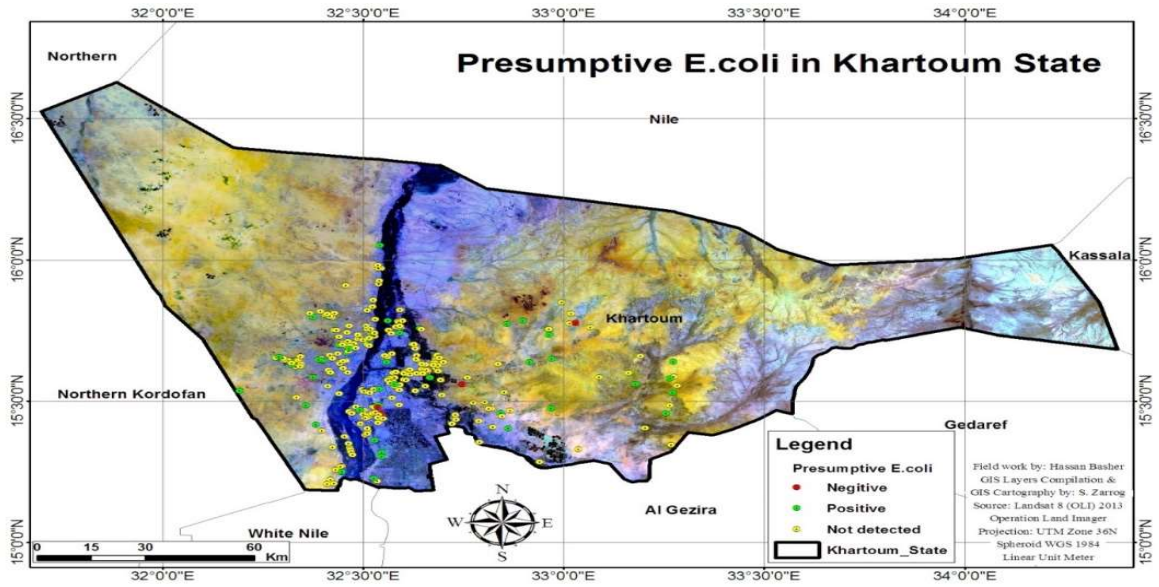 32°0'0"E 32°30'0"E 33°0'0"E 33°30'0"E 34°0'0"E
Northern
Presumptive E.coli in Khartoum State
16°30'0"N
Nile
16°30'0"N
16°0'0"N
Kassala
16°0'0"N
Khartoum
Northern Kordofan
15°30'0"N
15°30'0"N
Gedaref
Legend
Presumptive E.coli
Negitive
Positive
Not detected
Khartoum_State
Field work by: Hassan Basher
GIS Layers Compilation &
GIS Cartography by: S. Zarrog
Source: Landsat 8 (OLI) 2013
Operation Land Imager
Projection: UTM Zone 36N
Spheroid WGS 1984
Linear Unit Meter
N
W E
S
Al Gezira
White Nile
15°0'0"N
15°0'0"N
0 15 30 60
Km
32°0'0"E 32°30'0"E 33°0'0"E 33°30'0"E 34°0'0"E